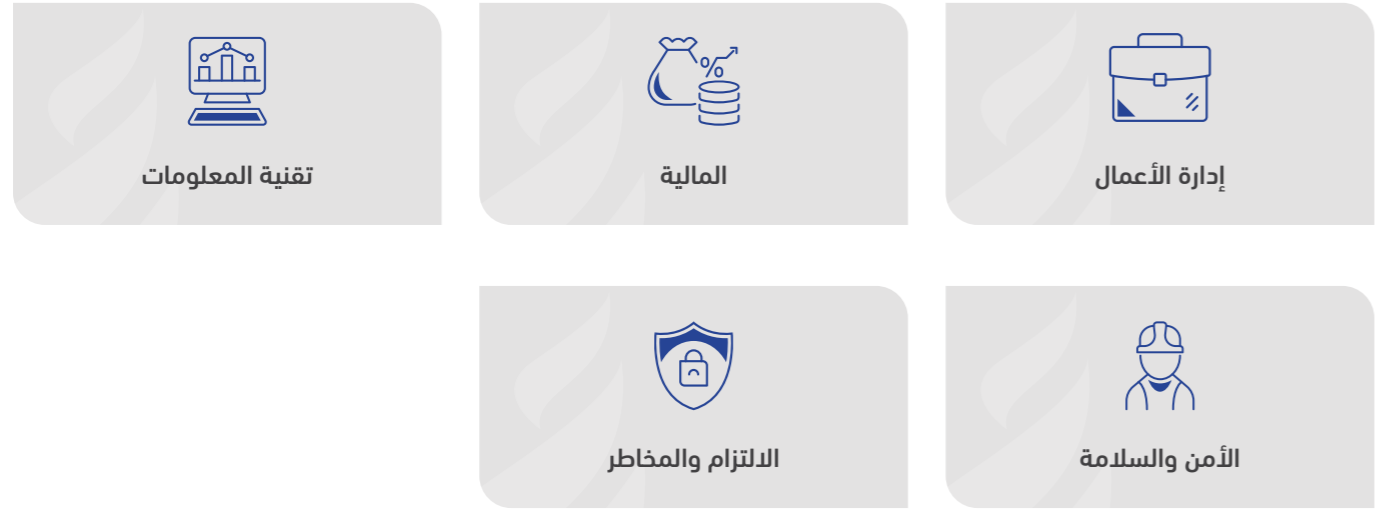 إدارة الأعمال
المالية
تقنية المعلومات
الأمن والسلامة
الالتزام والمخاطر